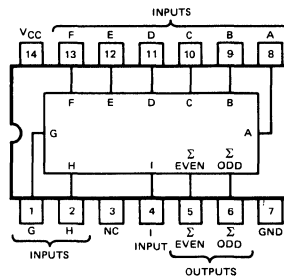 INPUTS
VCC F E D C B A
14 13 12 11 10 9 8
F E D C B
G A
H I Σ EVEN Σ ODD
1 2 3 4 5 6 7
G H NC I INPUT Σ EVEN Σ ODD GND
INPUTS OUTPUTS